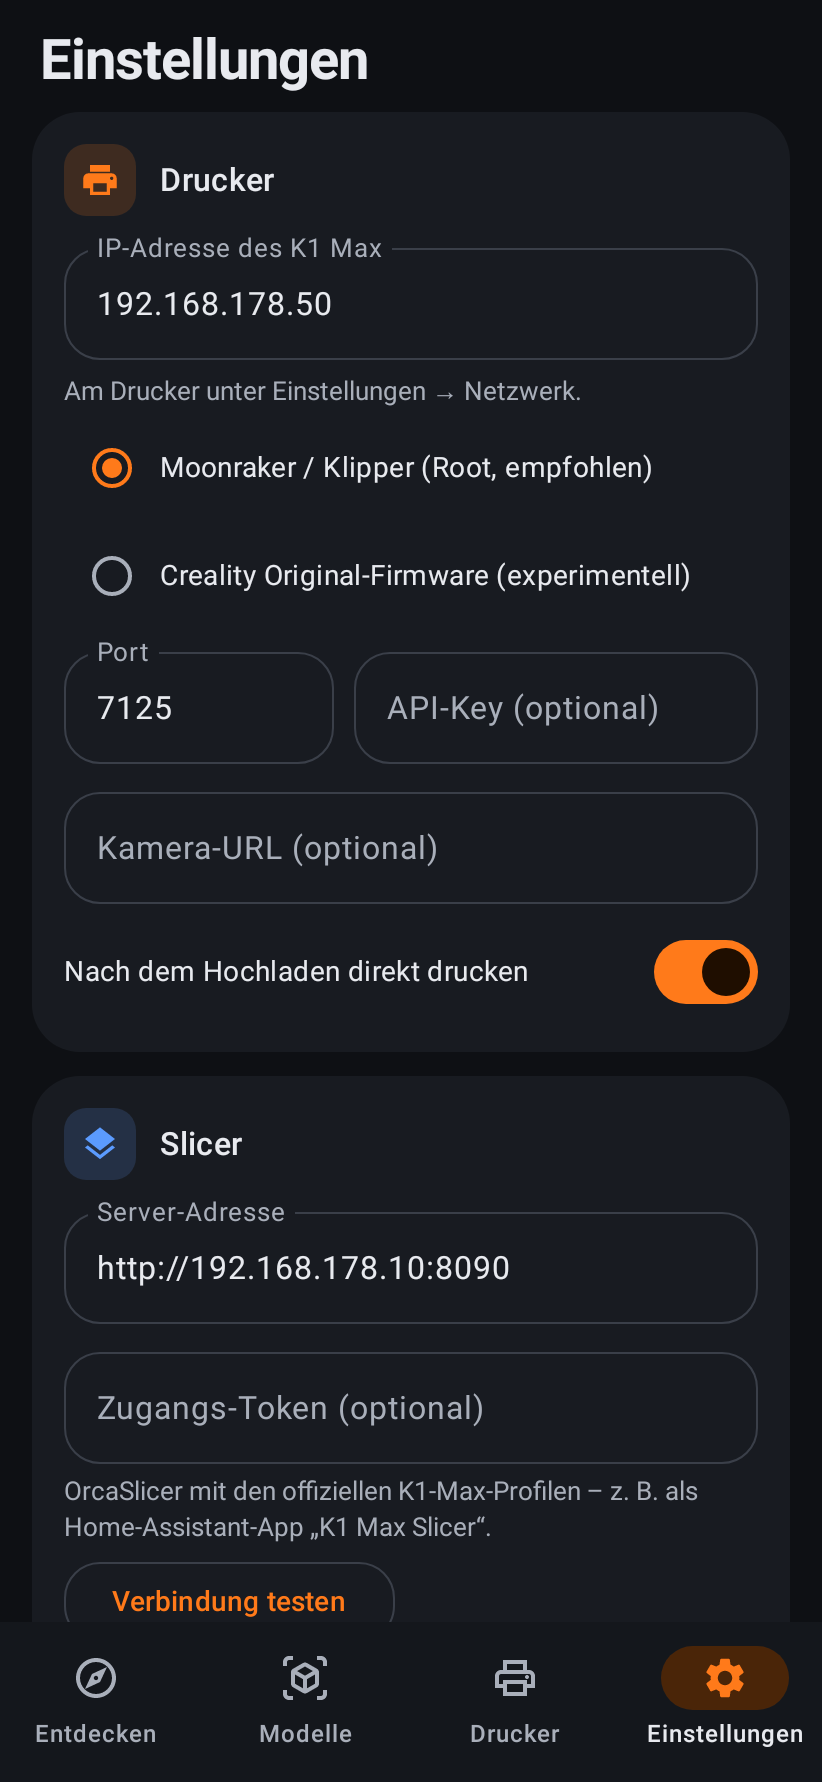 Einstellungen
Drucker
IP-Adresse des K1 Max
192.168.178.50
Am Drucker unter Einstellungen → Netzwerk.
Moonraker / Klipper (Root, empfohlen)
Creality Original-Firmware (experimentell)
Port
7125
API-Key (optional)
Kamera-URL (optional)
Nach dem Hochladen direkt drucken
Slicer
Server-Adresse
http://192.168.178.10:8090
Zugangs-Token (optional)
OrcaSlicer mit den offiziellen K1-Max-Profilen – z. B. als
Home-Assistant-App „K1 Max Slicer“.
Verbindung testen
Entdecken
Modelle
Drucker
Einstellungen